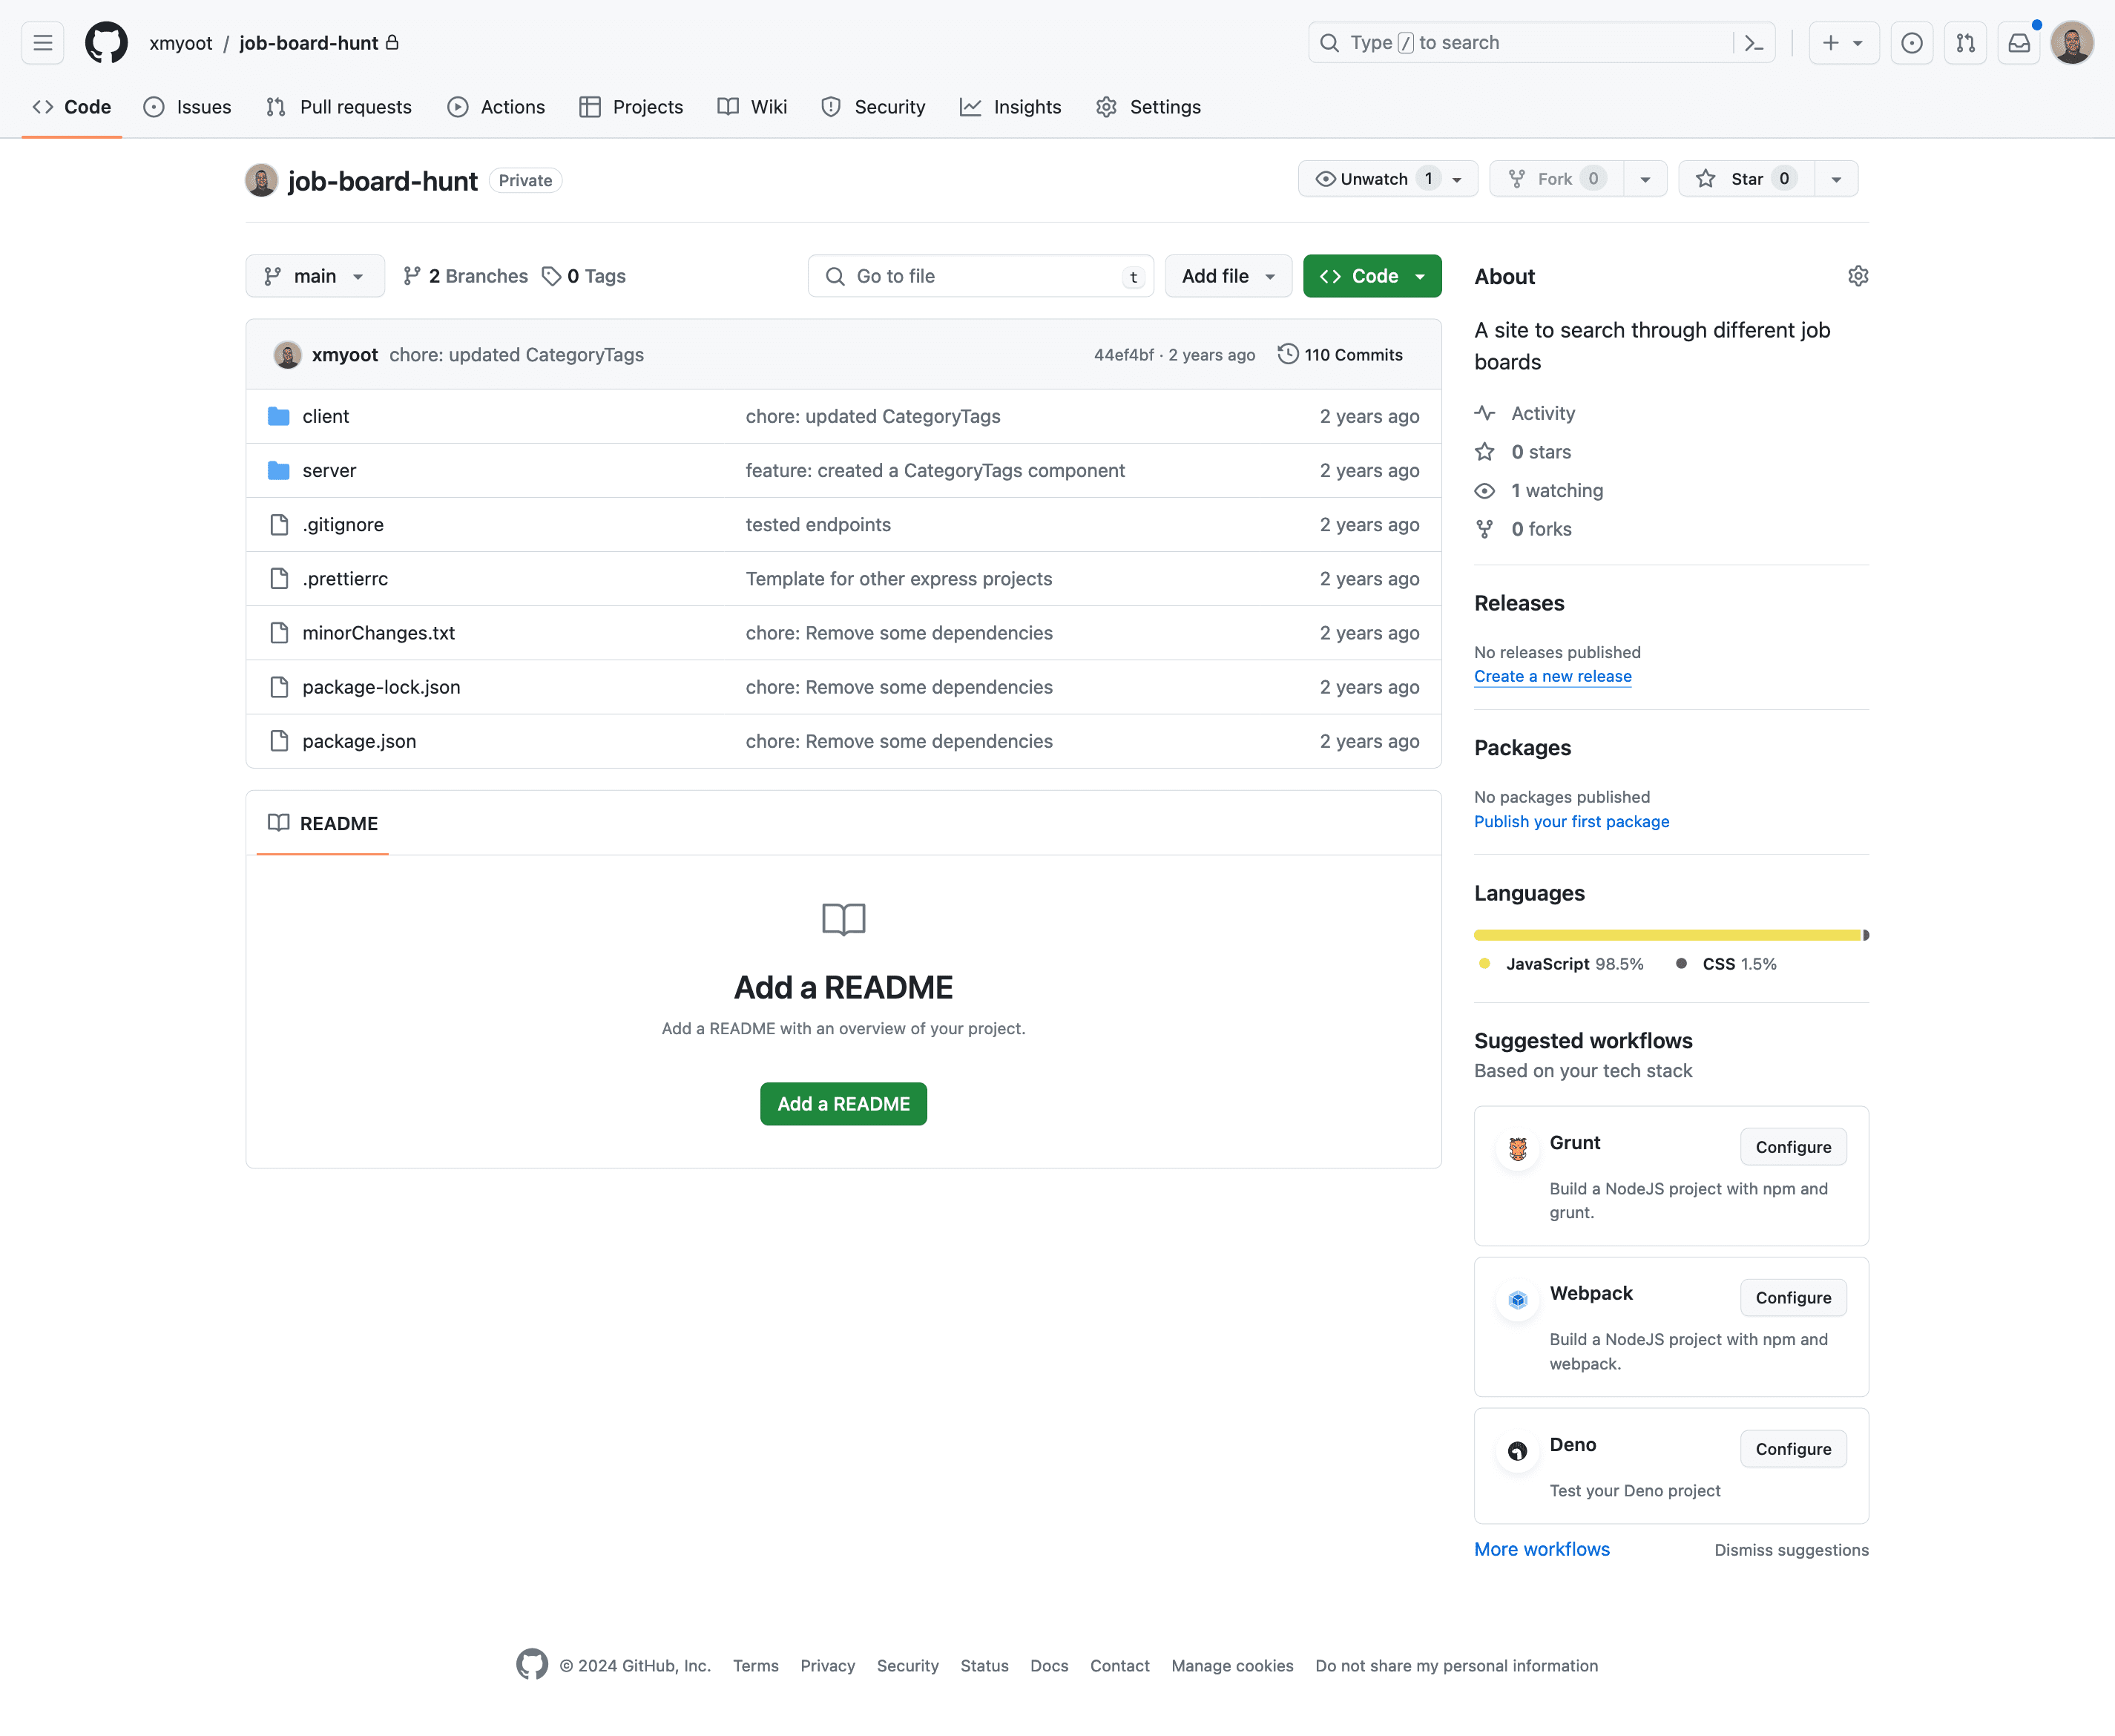 xmyoot / job-board-hunt
Type / to search
Code
Issues
Pull requests
Actions
Projects
Wiki
Security
Insights
Settings
job-board-hunt Private
Unwatch 1
Fork 0
Star 0
main
2 Branches
0 Tags
Go to file t
Add file
Code
xmyoot chore: updated CategoryTags 44ef4bf · 2 years ago 110 Commits
client chore: updated CategoryTags 2 years ago
server feature: created a CategoryTags component 2 years ago
.gitignore tested endpoints 2 years ago
.prettierrc Template for other express projects 2 years ago
minorChanges.txt chore: Remove some dependencies 2 years ago
package-lock.json chore: Remove some dependencies 2 years ago
package.json chore: Remove some dependencies 2 years ago
README
Add a README
Add a README with an overview of your project.
Add a README
About
A site to search through different job
boards
Activity
0 stars
1 watching
0 forks
Releases
No releases published
Create a new release
Packages
No packages published
Publish your first package
Languages
JavaScript 98.5% CSS 1.5%
Suggested workflows
Based on your tech stack
Grunt Configure
Build a NodeJS project with npm and
grunt.
Webpack Configure
Build a NodeJS project with npm and
webpack.
Deno Configure
Test your Deno project
More workflows Dismiss suggestions
© 2024 GitHub, Inc. Terms Privacy Security Status Docs Contact Manage cookies Do not share my personal information